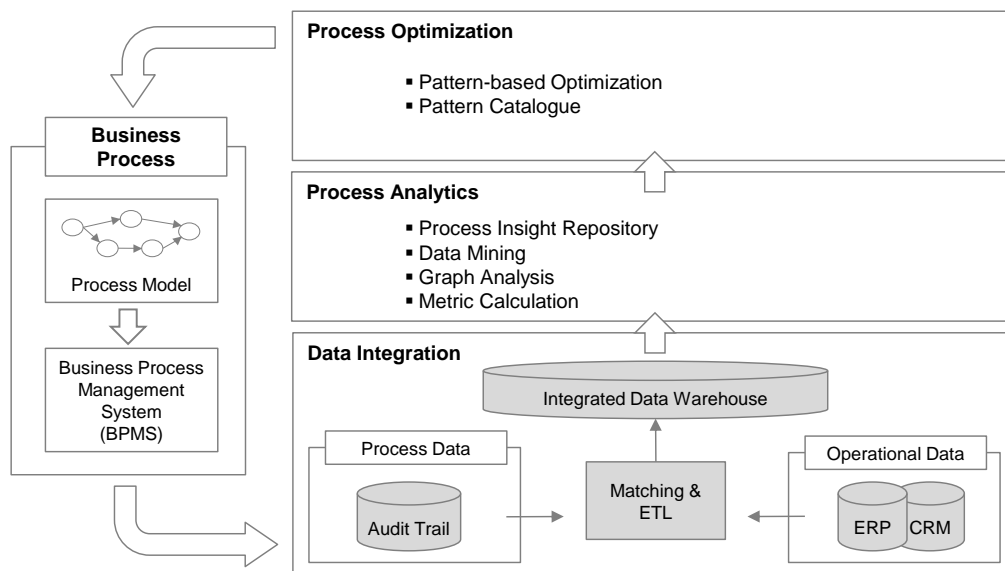 Process Optimization
▪ Pattern-based Optimization
▪ Pattern Catalogue
Business
Process
Process Model
Business Process
Management
System
(BPMS)
Process Analytics
▪ Process Insight Repository
▪ Data Mining
▪ Graph Analysis
▪ Metric Calculation
Data Integration
Integrated Data Warehouse
Process Data
Audit Trail
Matching &
ETL
Operational Data
ERP
CRM